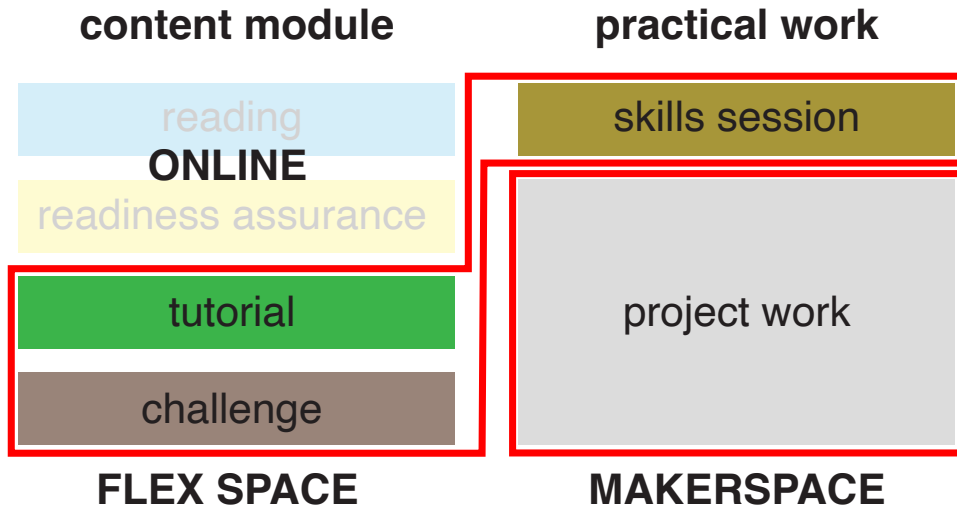 content module
practical work
reading
ONLINE
readiness assurance
tutorial
challenge
FLEX SPACE
skills session
project work
MAKERSPACE